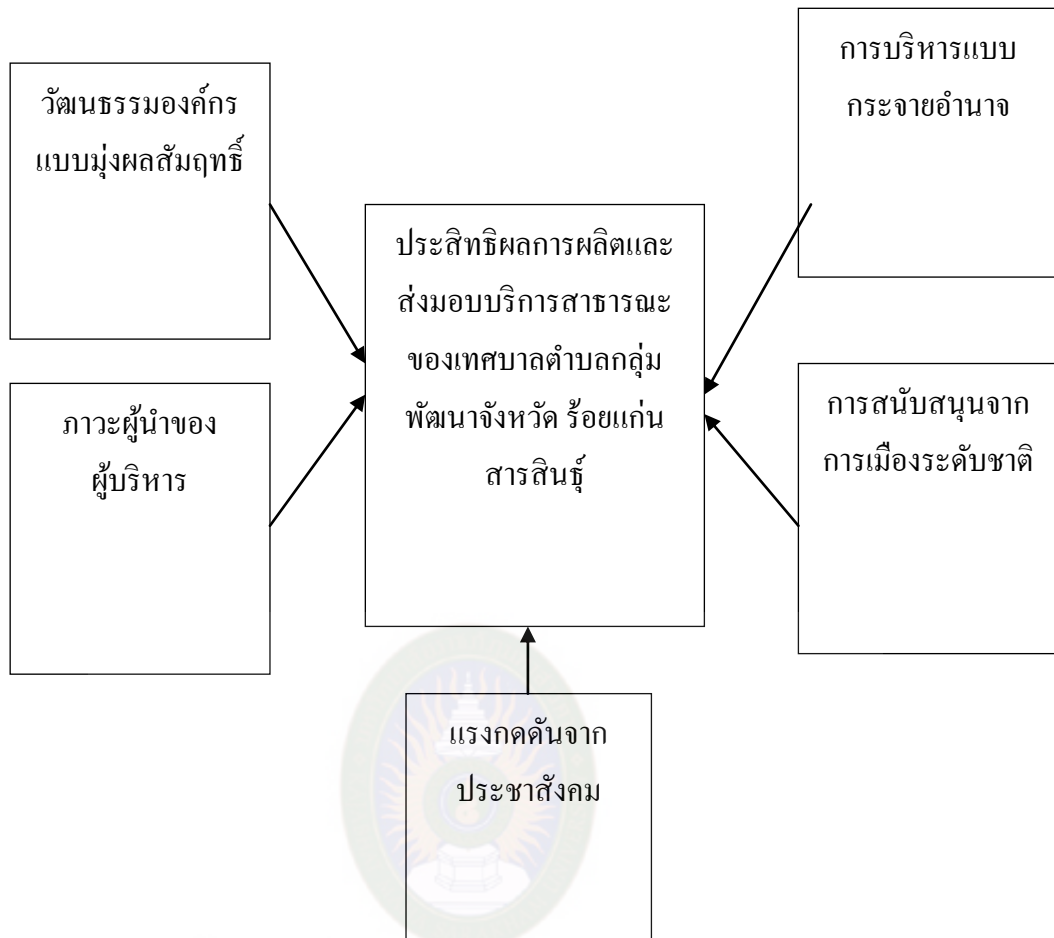 วัฒนธรรมองค์กร
แบบมุ่งผลสัมฤทธิ์
ภาวะผู้นำของ
ผู้บริหาร
ประสิทธิผลการผลิตและ
ส่งมอบบริการสาธารณะ
ของเทศบาลตำบลกลุ่ม
พัฒนาจังหวัด ร้อยแก่น
สารสินธุ์
การบริหารแบบ
กระจายอำนาจ
การสนับสนุนจาก
การเมืองระดับชาติ
แรงกดดันจาก
ประชาสังคม